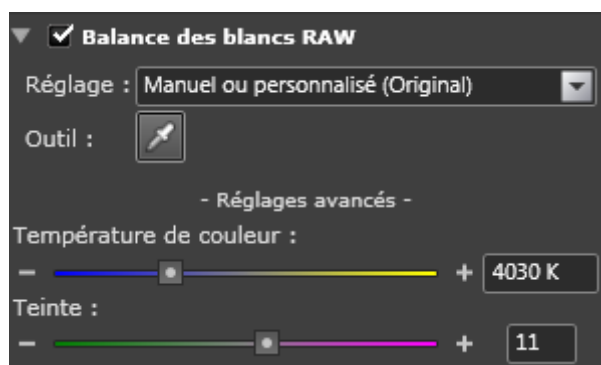 Balance des blancs RAW
Réglage : Manuel ou personnalisé (Original)
Outil :
- Réglages avancés -
Température de couleur :
− + 4030 K
Teinte :
− + 11